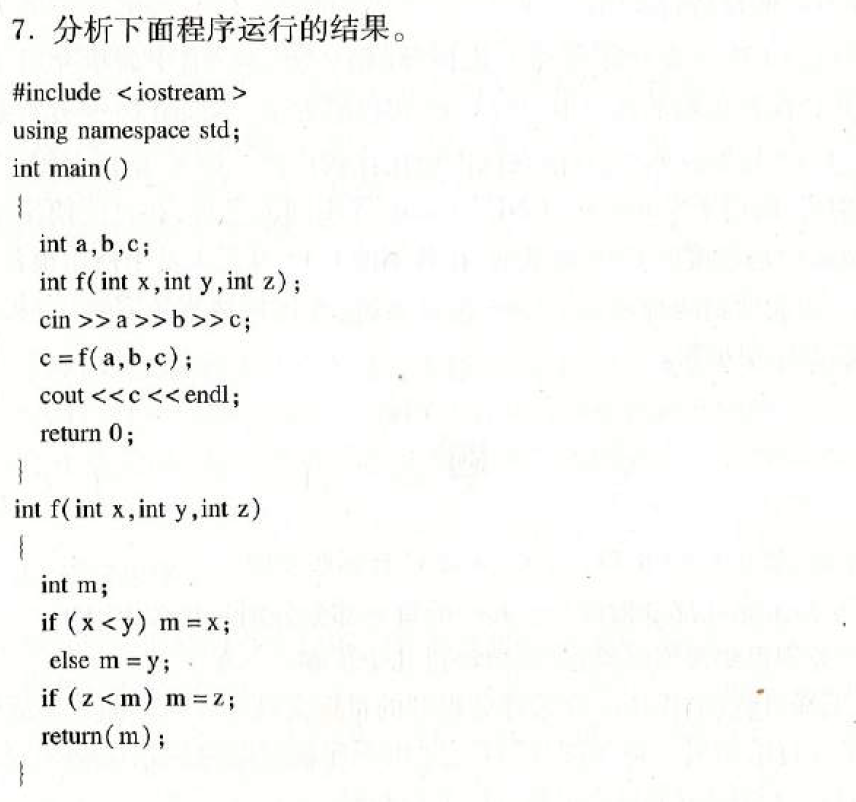 7. 分析下面程序运行的结果。
#include <iostream>
using namespace std;
int main()
{
int a,b,c;
int f(int x,int y,int z);
cin>>a>>b>>c;
c=f(a,b,c);
cout<<c<<endl;
return 0;
}
int f(int x,int y,int z)
{
int m;
if (x<y) m=x;
else m=y;
if (z<m) m=z;
return(m);
}